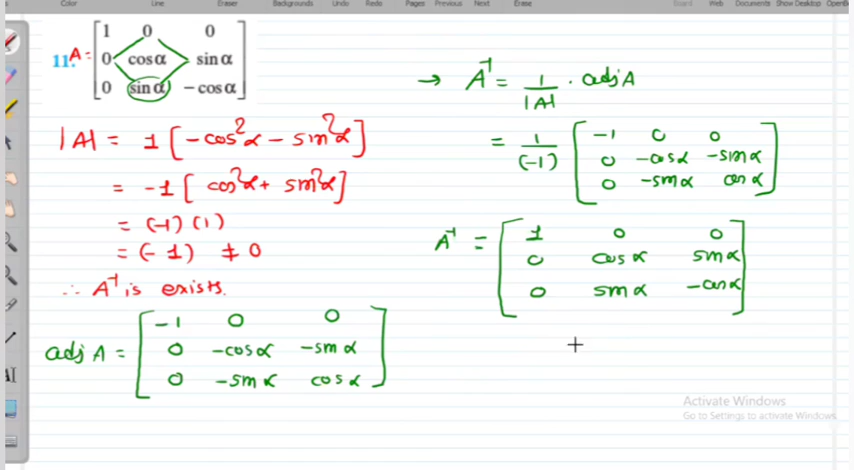 Color Line Eraser Backgrounds Undo Redo Pages Previous Next Erase Board Web Documents Show Desktop
11. A = [ 1 0 0
0 cos α sin α
0 sin α − cos α ]
|A| = 1 [ -cos²α - sin²α ]
= -1 [ cos²α + sin²α ]
= (-1) (1)
= (-1) ≠ 0
∴ A⁻¹ is exists.
adj A = [ -1 0 0
0 -cosα -sinα
0 -sinα cosα ]
→ A⁻¹ = 1/|A| · adj A
= 1/(-1) [ -1 0 0
0 -cosα -sinα
0 -sinα cosα ]
A⁻¹ = [ 1 0 0
0 cosα sinα
0 sinα -cosα ]
Activate Windows
Go to Settings to activate Windows.